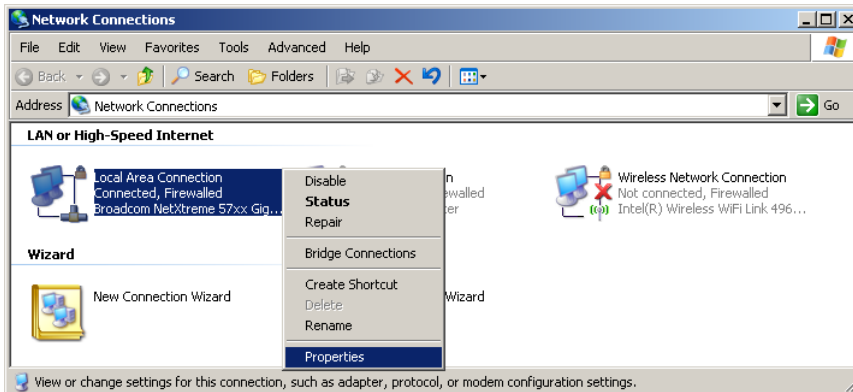 Network Connections
File Edit View Favorites Tools Advanced Help
Back Search Folders
Address Network Connections Go
LAN or High-Speed Internet
Local Area Connection
Connected, Firewalled
Broadcom NetXtreme 57xx Gig...
Disable
Status
Repair
Bridge Connections
Create Shortcut
Delete
Rename
Properties
Wireless Network Connection
Not connected, Firewalled
Intel(R) Wireless WiFi Link 496...
Wizard
New Connection Wizard
Wizard
View or change settings for this connection, such as adapter, protocol, or modem configuration settings.